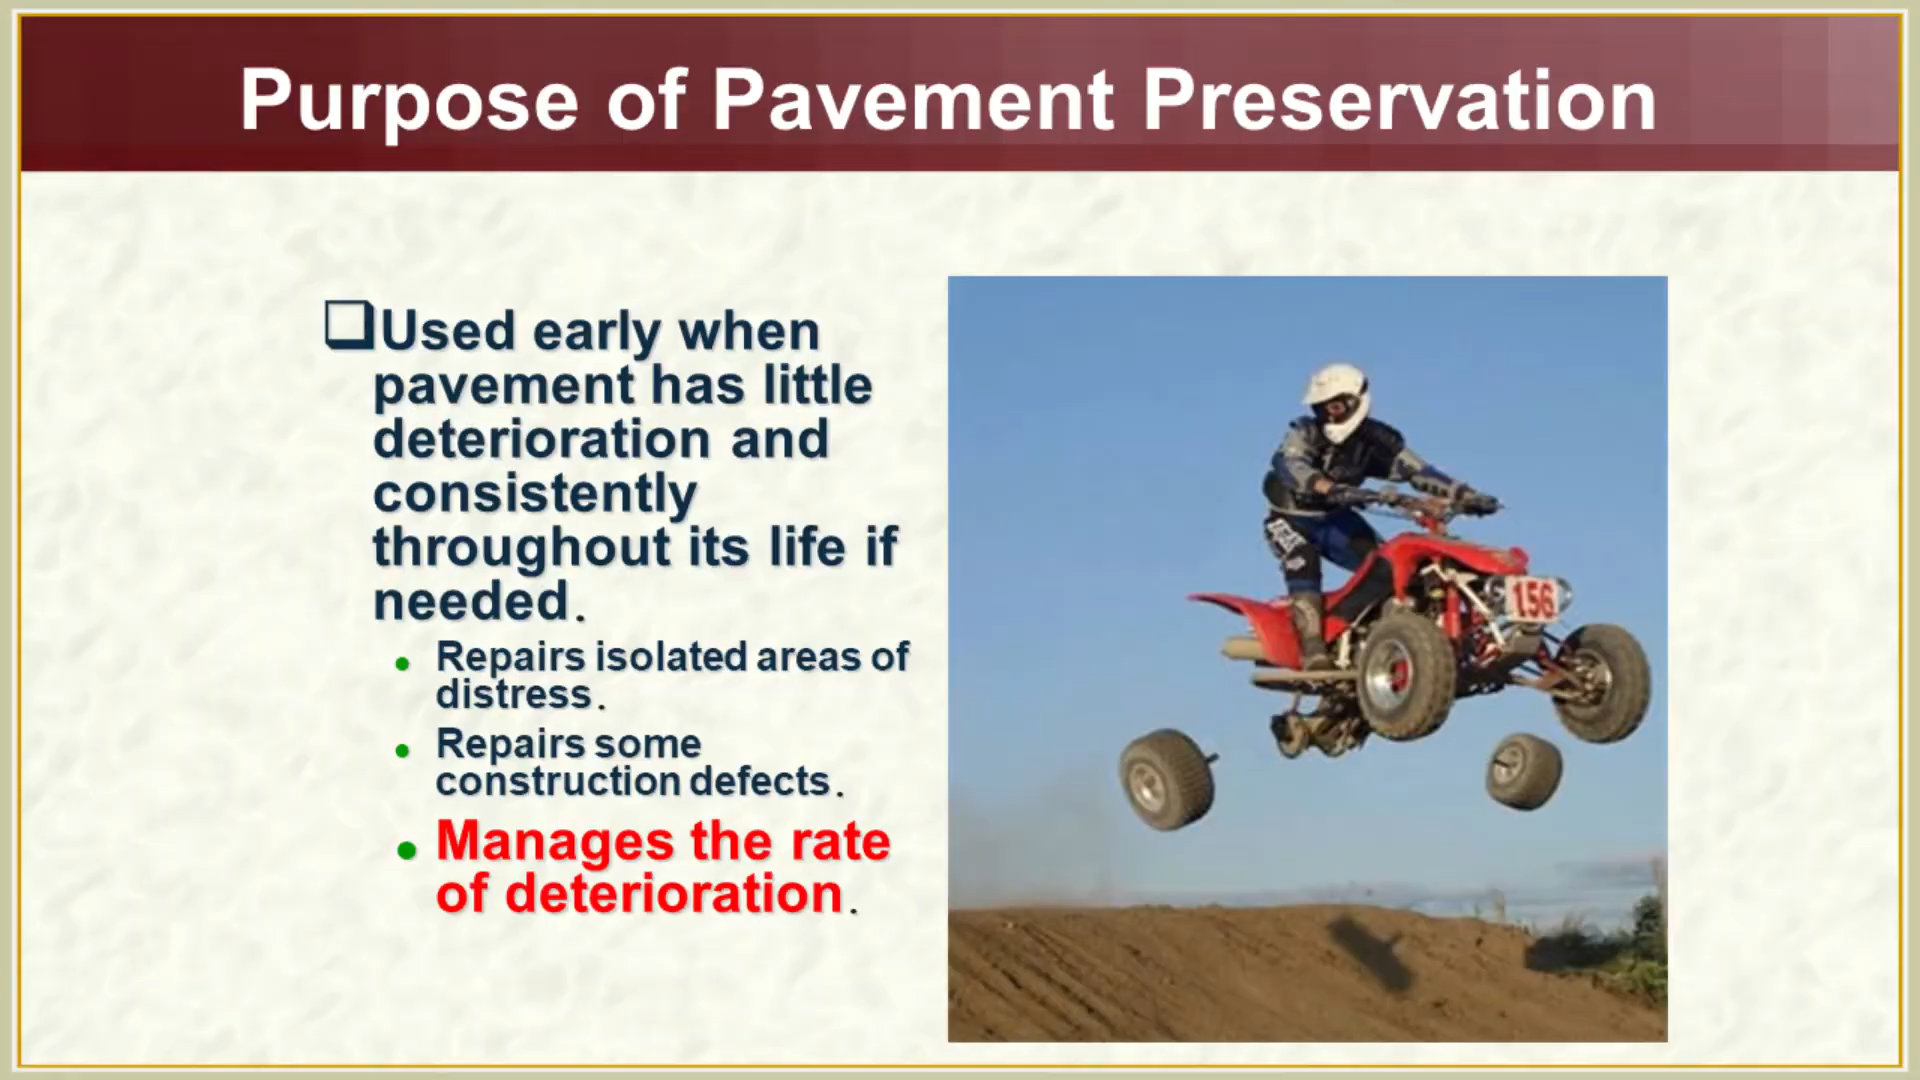 Purpose of Pavement Preservation
Used early when
pavement has little
deterioration and
consistently
throughout its life if
needed.
Repairs isolated areas of
distress.
Repairs some
construction defects.
Manages the rate
of deterioration.
156